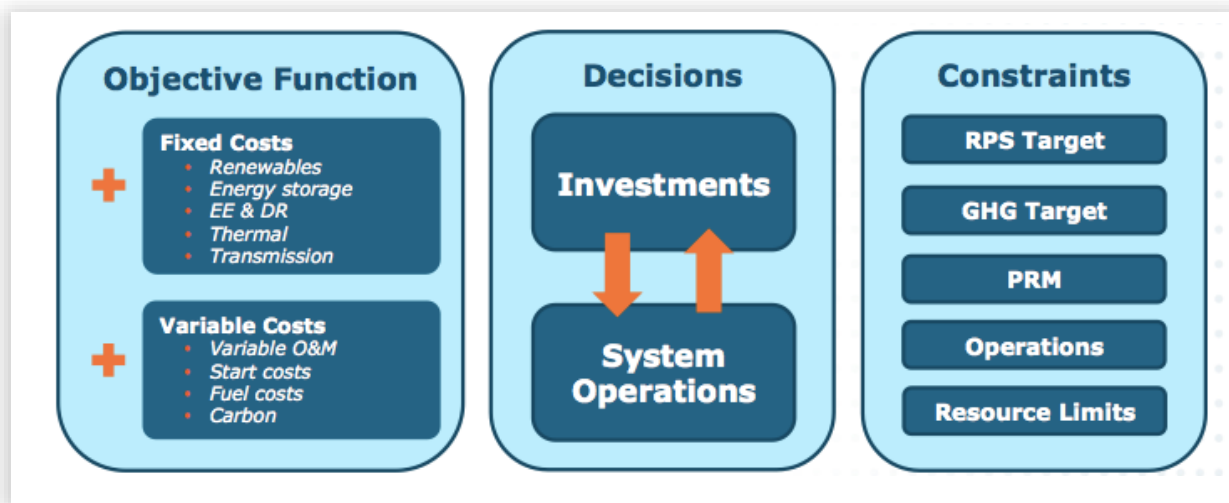 Objective Function
Fixed Costs
• Renewables
• Energy storage
• EE & DR
• Thermal
• Transmission
Variable Costs
• Variable O&M
• Start costs
• Fuel costs
• Carbon
Decisions
Investments
System
Operations
Constraints
RPS Target
GHG Target
PRM
Operations
Resource Limits